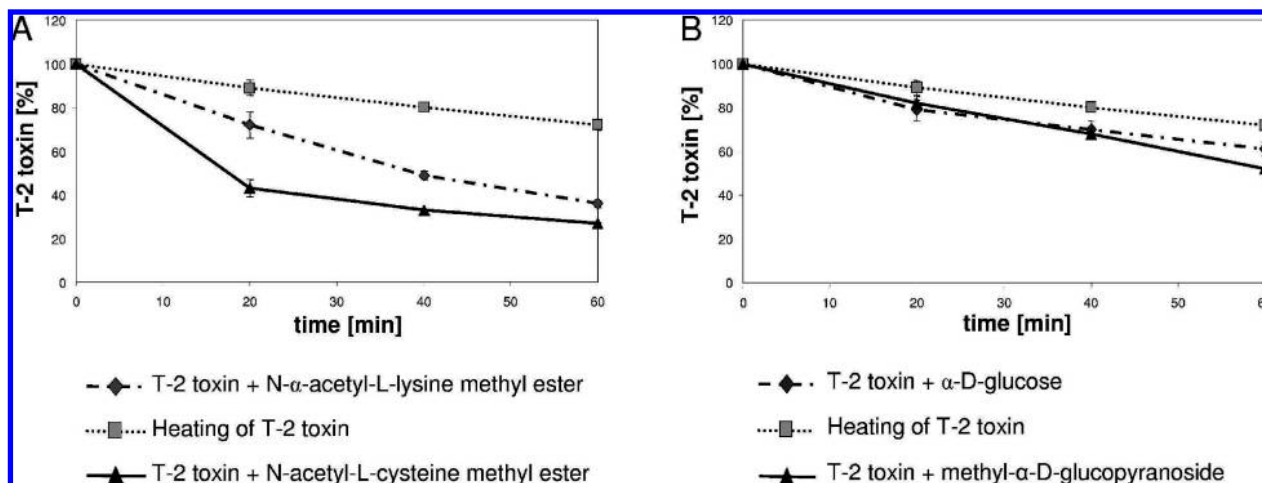 A
T-2 toxin [%]
120
100
80
60
40
20
0
0 10 20 30 40 50 60
time [min]
T-2 toxin + N-α-acetyl-L-lysine methyl ester
Heating of T-2 toxin
T-2 toxin + N-acetyl-L-cysteine methyl ester
B
T-2 toxin [%]
120
100
80
60
40
20
0
0 10 20 30 40 50
time [min]
T-2 toxin + α-D-glucose
Heating of T-2 toxin
T-2 toxin + methyl-α-D-glucopyranoside